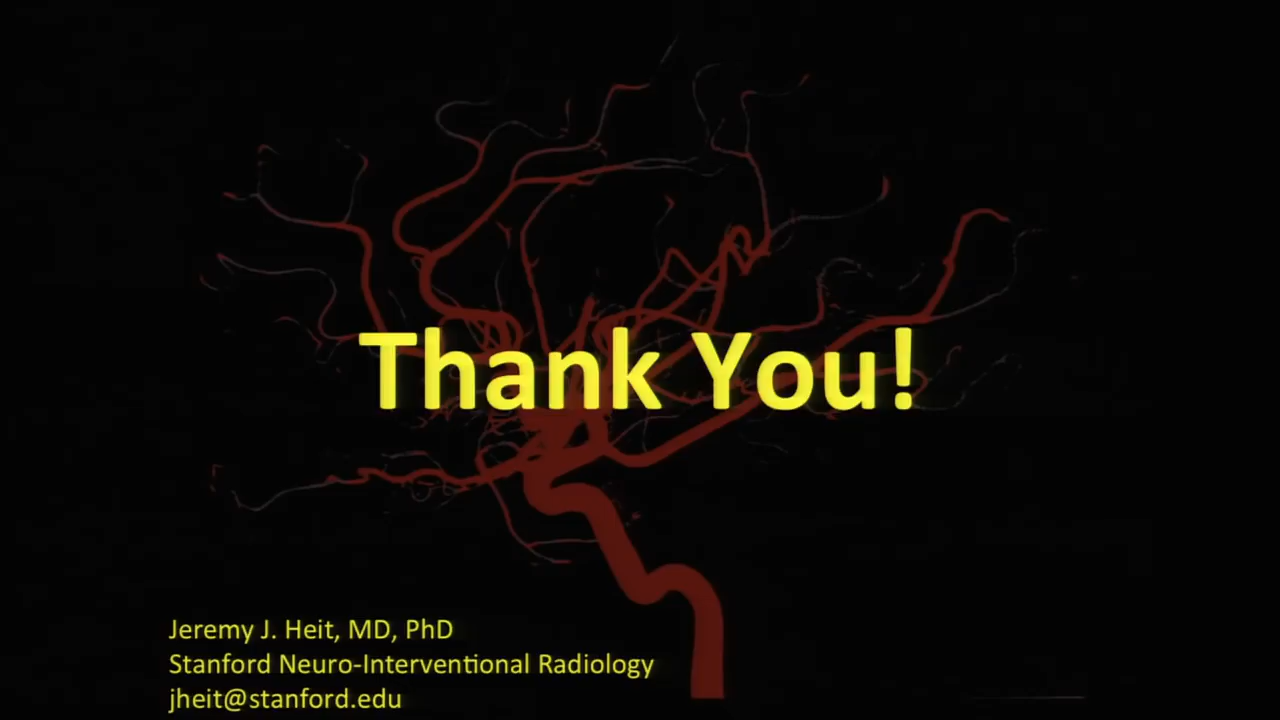 Thank You!
Jeremy J. Heit, MD, PhD
Stanford Neuro-Interventional Radiology
jheit@stanford.edu